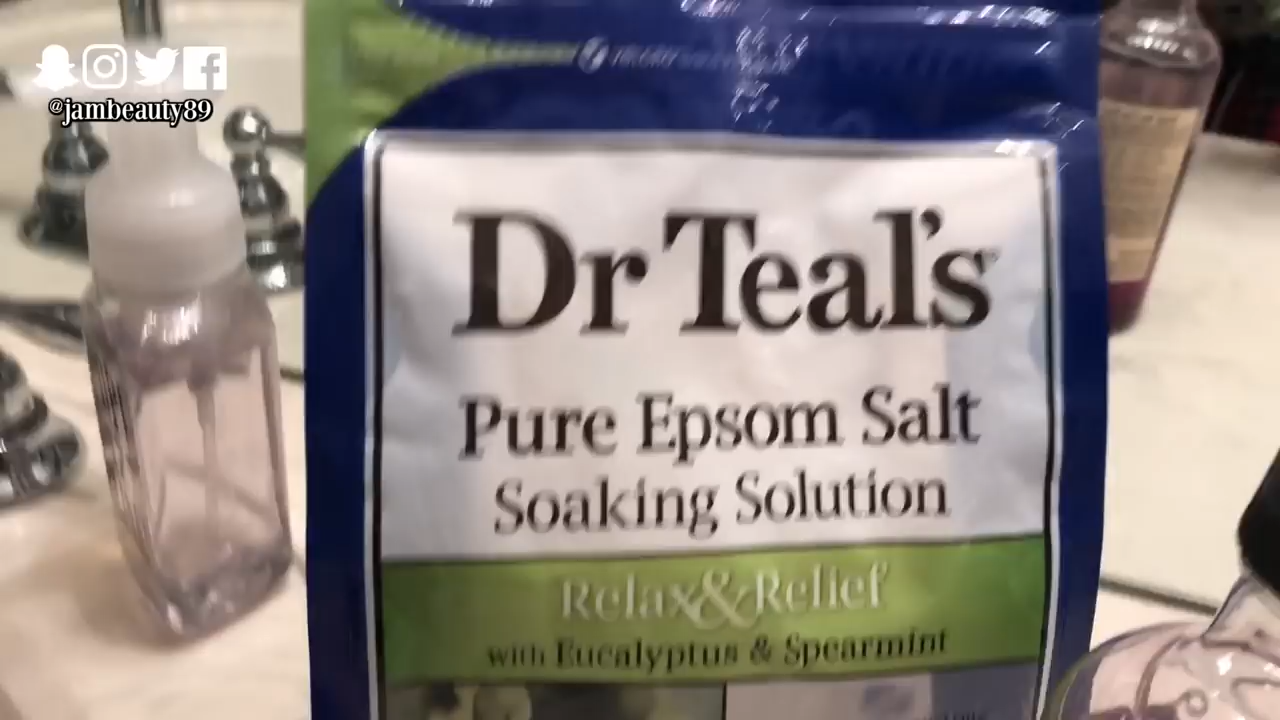 @jambeauty89
Dr Teal's
Pure Epsom Salt
Soaking Solution
Relax & Relief
with Eucalyptus & Spearmint